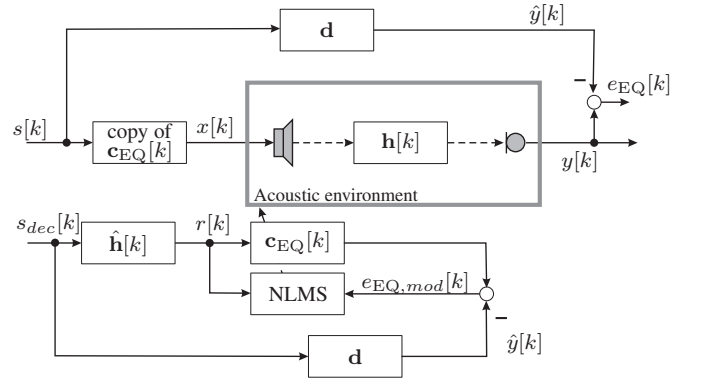 d
ŷ[k]
−
e_EQ[k]
s[k]
copy of
c_EQ[k]
x[k]
h[k]
y[k]
Acoustic environment
s_dec[k]
ĥ[k]
r[k]
c_EQ[k]
NLMS
e_EQ,mod[k]
−
d
ŷ[k]